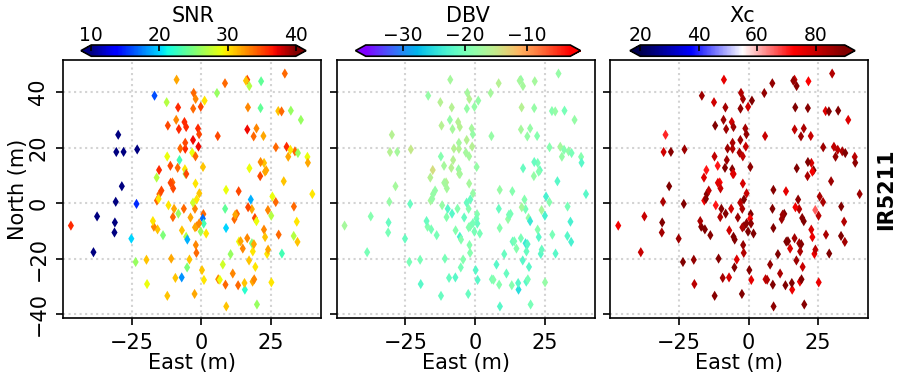 SNR DBV Xc
10 20 30 40 −30 −20 −10 20 40 60 80
40
20
0
−20
−40
North (m)
−25 0 25 −25 0 25 −25 0 25
East (m) East (m) East (m)
IR5211